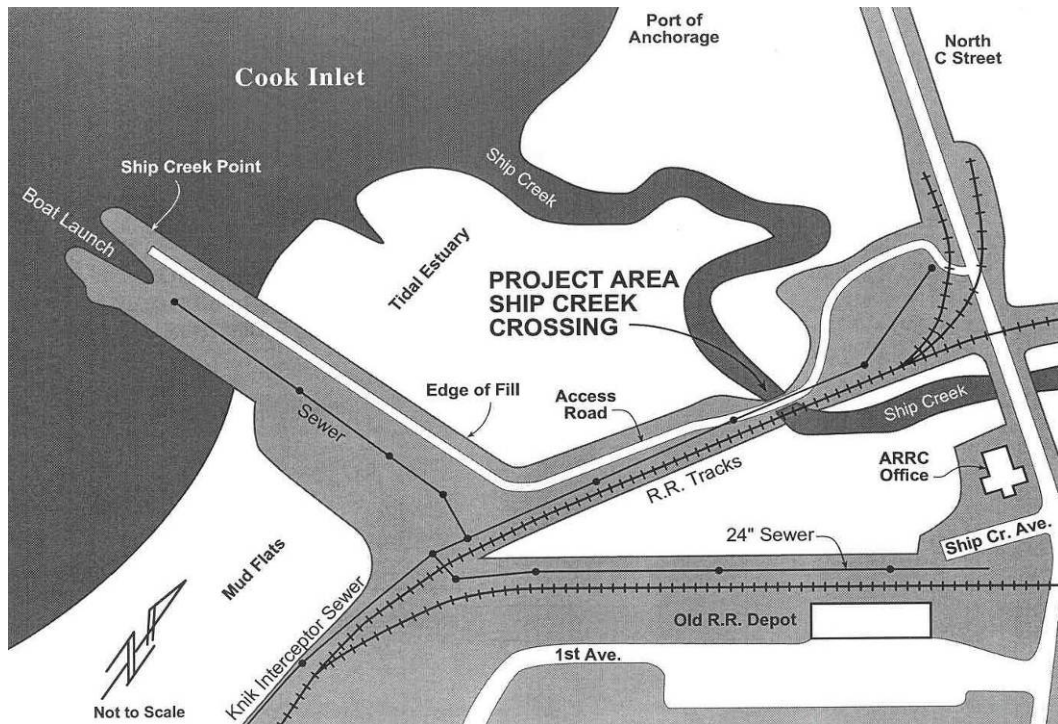 Port of
Anchorage
North
C Street
Cook Inlet
Ship Creek Point
Boat Launch
Ship Creek
Tidal Estuary
PROJECT AREA
SHIP CREEK
CROSSING
Edge of Fill
Access
Road
Sewer
Ship Creek
R.R. Tracks
ARRC
Office
24" Sewer
Ship Cr. Ave.
Mud Flats
Knik Interceptor Sewer
Old R.R. Depot
1st Ave.
N
Not to Scale